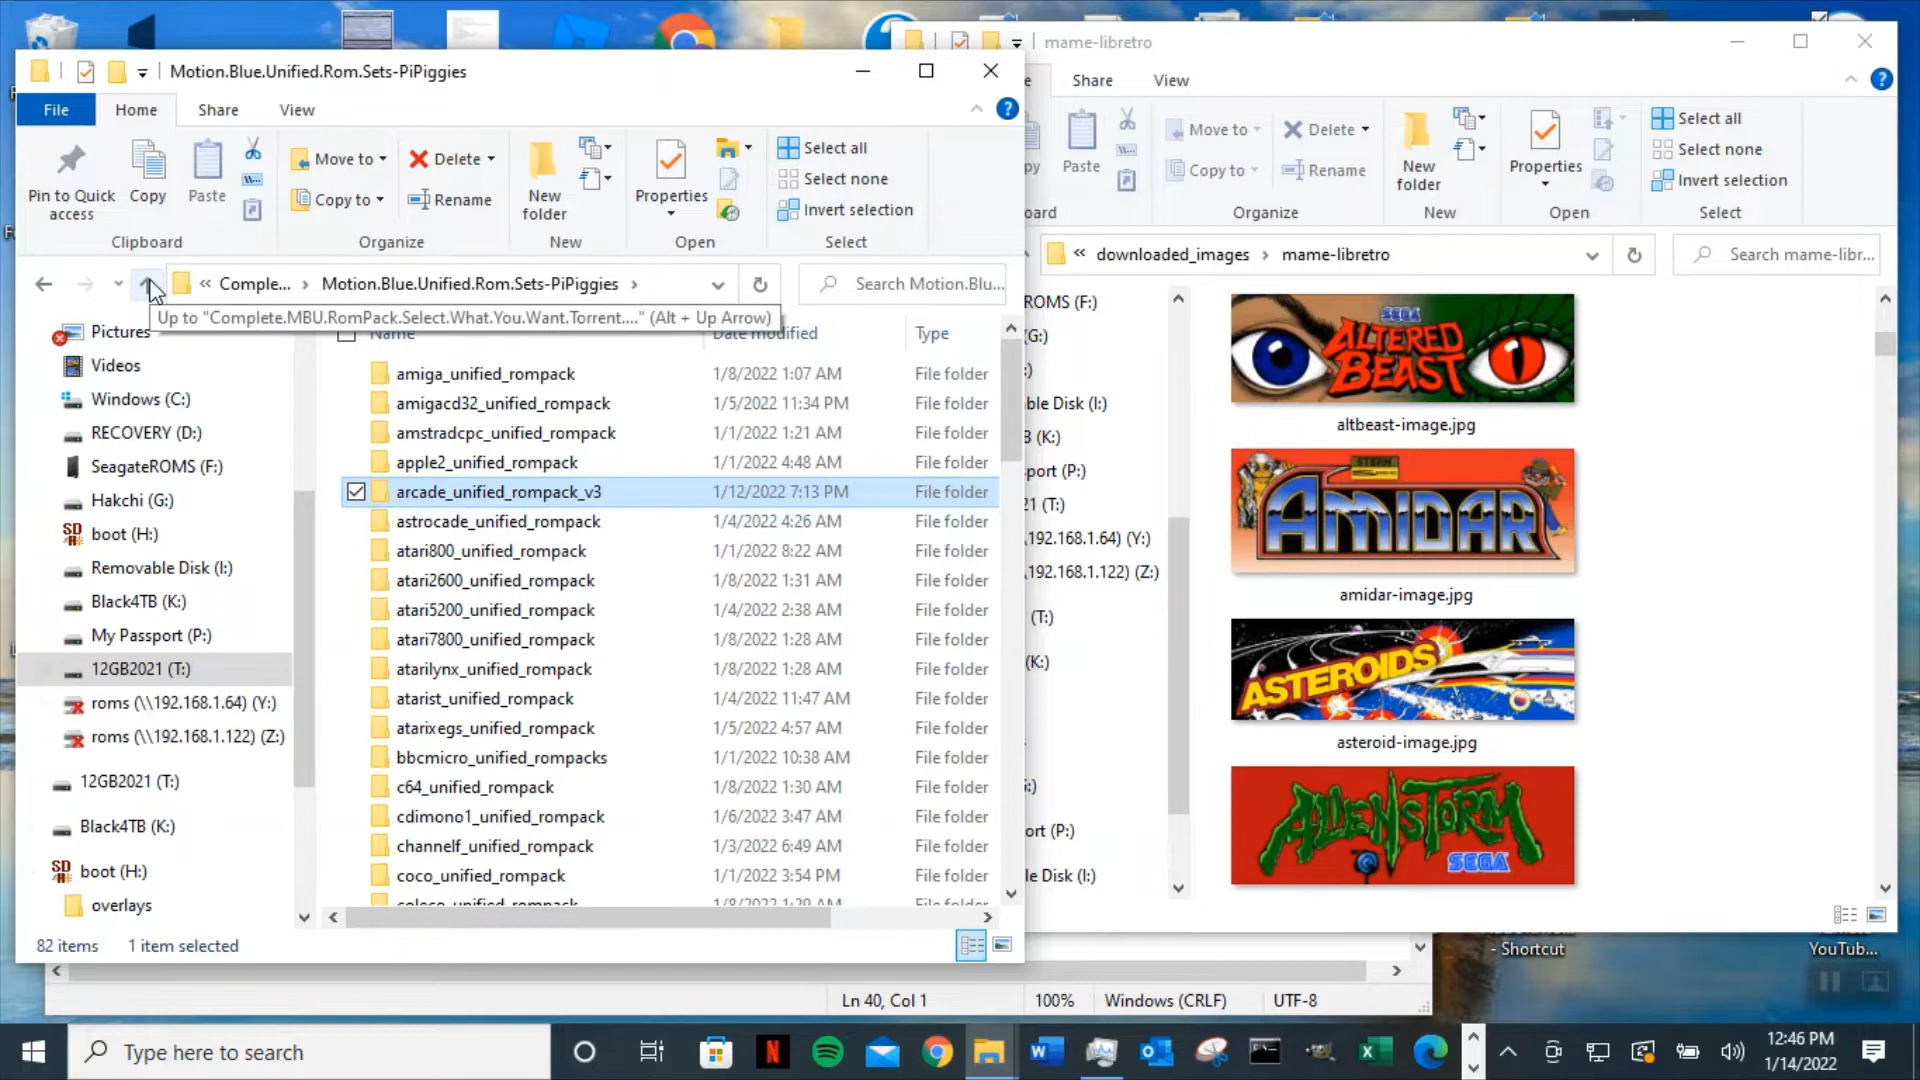 Motion.Blue.Unified.Rom.Sets-PiPiggies
File Home Share View
Pin to Quick access
Copy
Paste
Move to
Copy to
Delete
Rename
New folder
Properties
Select all
Select none
Invert selection
Clipboard Organize New Open Select
« Comple... › Motion.Blue.Unified.Rom.Sets-PiPiggies ›
Search Motion.Blu...
Up to "Complete.MBU.RomPack.Select.What.You.Want.Torrent...." (Alt + Up Arrow)
Name Date modified Type
Pictures
Videos
Windows (C:)
RECOVERY (D:)
SeagateROMS (F:)
Hakchi (G:)
boot (H:)
Removable Disk (I:)
Black4TB (K:)
My Passport (P:)
12GB2021 (T:)
roms (\\192.168.1.64) (Y:)
roms (\\192.168.1.122) (Z:)
12GB2021 (T:)
Black4TB (K:)
boot (H:)
overlays
amiga_unified_rompack 1/8/2022 1:07 AM File folder
amigacd32_unified_rompack 1/5/2022 11:34 PM File folder
amstradcpc_unified_rompack 1/1/2022 1:21 AM File folder
apple2_unified_rompack 1/1/2022 4:48 AM File folder
arcade_unified_rompack_v3 1/12/2022 7:13 PM File folder
astrocade_unified_rompack 1/4/2022 4:26 AM File folder
atari800_unified_rompack 1/1/2022 8:22 AM File folder
atari2600_unified_rompack 1/8/2022 1:31 AM File folder
atari5200_unified_rompack 1/4/2022 2:38 AM File folder
atari7800_unified_rompack 1/8/2022 1:28 AM File folder
atarilynx_unified_rompack 1/8/2022 1:28 AM File folder
atarist_unified_rompack 1/4/2022 11:47 AM File folder
atarixegs_unified_rompack 1/5/2022 4:57 AM File folder
bbcmicro_unified_rompacks 1/1/2022 10:38 AM File folder
c64_unified_rompack 1/8/2022 1:30 AM File folder
cdimono1_unified_rompack 1/6/2022 3:47 AM File folder
channelf_unified_rompack 1/3/2022 6:49 AM File folder
coco_unified_rompack 1/1/2022 3:54 PM File folder
coleco_unified_rompack 1/8/2022 1:29 AM File folder
82 items 1 item selected
mame-libretro
Share View
Paste
Move to
Copy to
Delete
Rename
New folder
Properties
Select all
Select none
Invert selection
Organize New Open Select
« downloaded_images › mame-libretro
Search mame-libr...
ROMS (F:)
(G:)
ble Disk (I:)
B (K:)
sport (P:)
21 (T:)
.192.168.1.64) (Y:)
.192.168.1.122) (Z:)
(T:)
(K:)
ort (P:)
le Disk (I:)
SEGA
ALTERED BEAST
altbeast-image.jpg
STERN
AMIDAR
amidar-image.jpg
ASTEROIDS
asteroid-image.jpg
ALIEN STORM
SEGA
- Shortcut
YouTub...
Ln 40, Col 1 100% Windows (CRLF) UTF-8
Type here to search
12:46 PM
1/14/2022